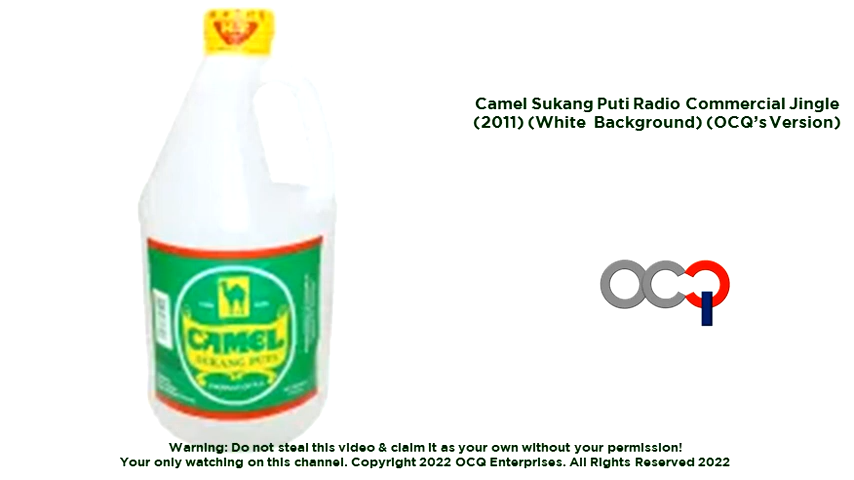 Camel Sukang Puti Radio Commercial Jingle
(2011) (White Background) (OCQ's Version)
OCQ
CAMEL
SUKANG PUTI
Warning: Do not steal this video & claim it as your own without your permission!
Your only watching on this channel. Copyright 2022 OCQ Enterprises. All Rights Reserved 2022